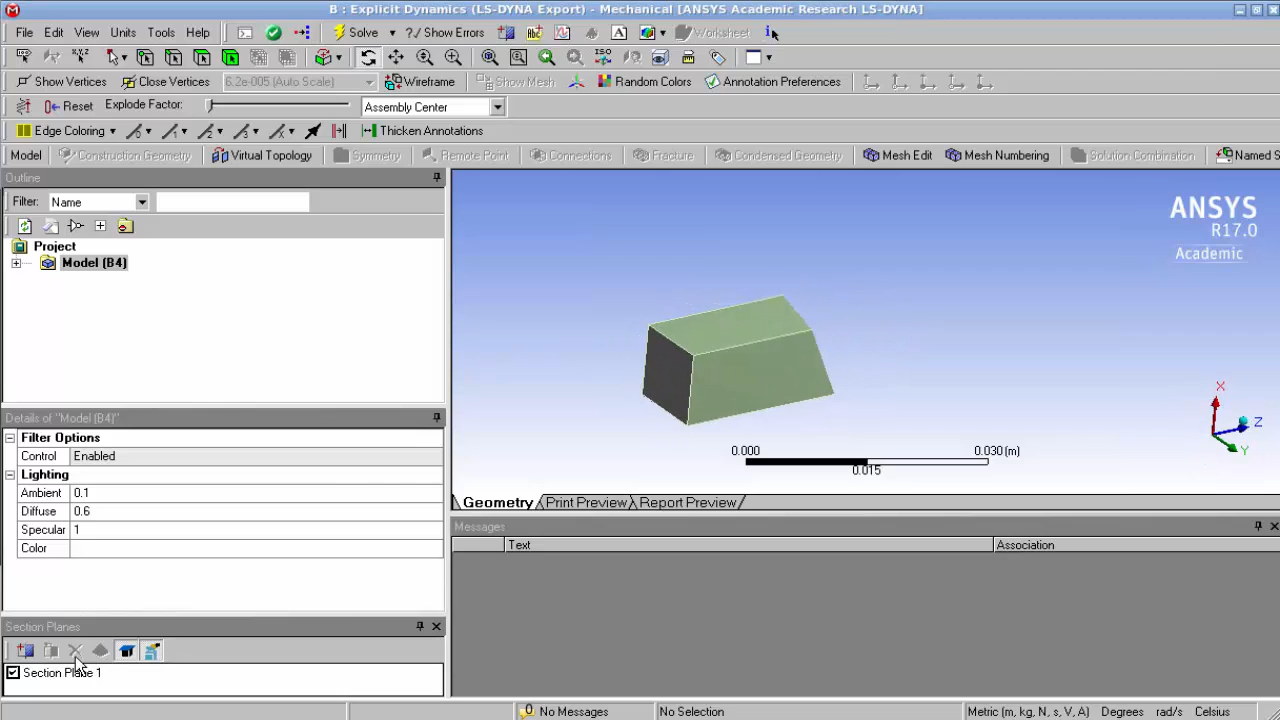 B : Explicit Dynamics (LS-DYNA Export) - Mechanical [ANSYS Academic Research LS-DYNA]
File Edit View Units Tools Help Solve ?/ Show Errors A Worksheet
Show Vertices Close Vertices 6.2e-005 (Auto Scale) Wireframe Show Mesh Random Colors Annotation Preferences
Reset Explode Factor: Assembly Center
Edge Coloring Thicken Annotations
Model Construction Geometry Virtual Topology Symmetry Remote Point Connections Fracture Condensed Geometry Mesh Edit Mesh Numbering Solution Combination Named S
Outline
Filter: Name
Project
Model (B4)
Details of "Model (B4)"
Filter Options
Control Enabled
Lighting
Ambient 0.1
Diffuse 0.6
Specular 1
Color
Section Planes
Section Plane 1
ANSYS
R17.0
Academic
X
Z
Y
0.000 0.030 (m)
0.015
Geometry Print Preview Report Preview
Messages
Text Association
No Messages No Selection Metric (m, kg, N, s, V, A) Degrees rad/s Celsius